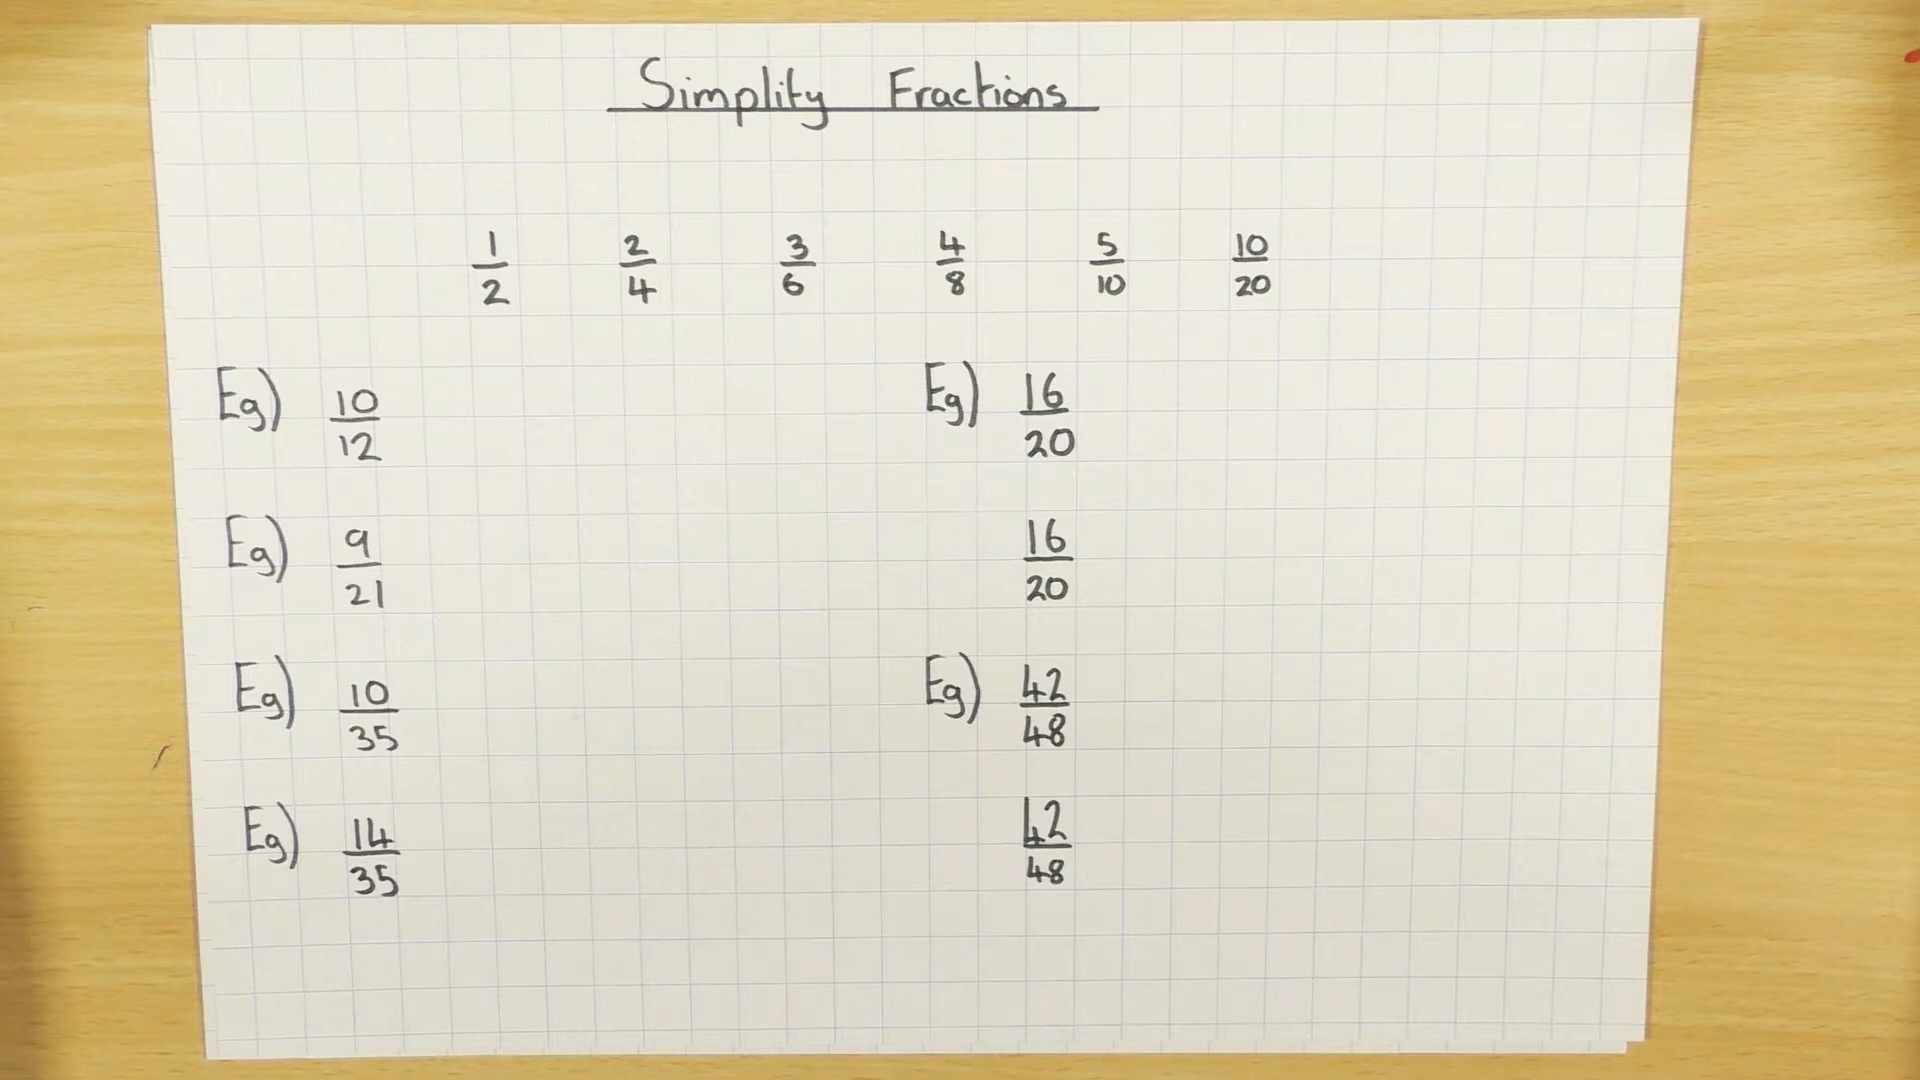 Simplify Fractions
1/2 2/4 3/6 4/8 5/10 10/20
Eg) 10/12
Eg) 9/21
Eg) 10/35
Eg) 14/35
Eg) 16/20
16/20
Eg) 42/48
42/48